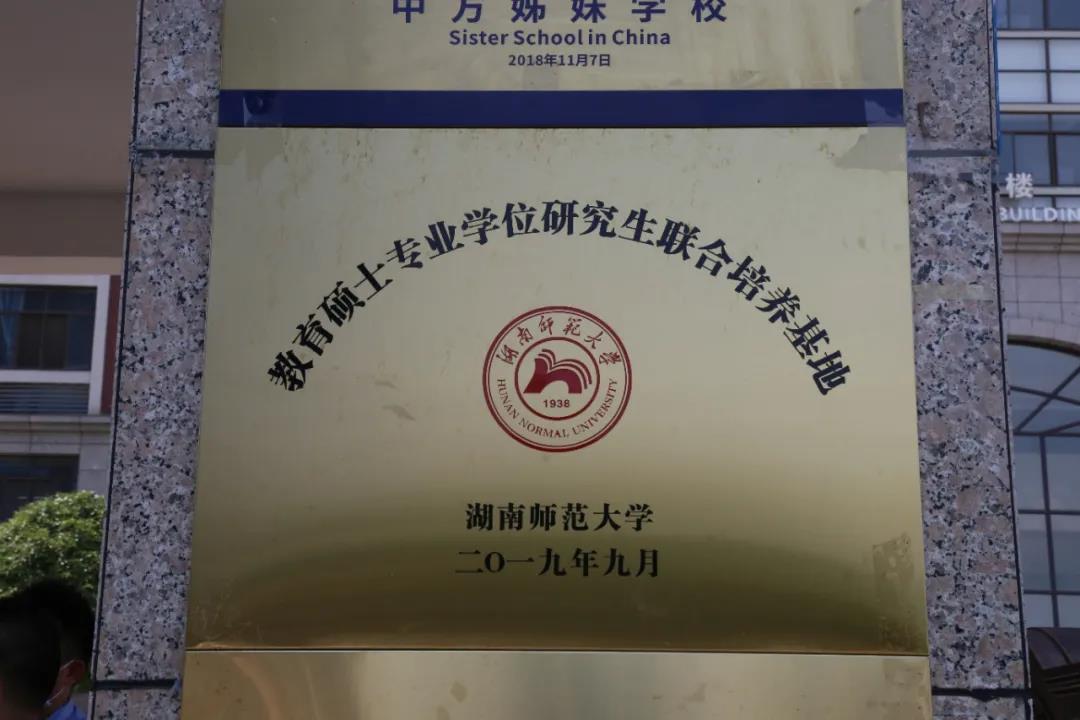 中方姊妹学校
Sister School in China
2018年11月7日
教育硕士专业学位研究生联合培养基地
湖南师范大学
1938
HUNAN NORMAL UNIVERSITY
湖南师范大学
二〇一九年九月
楼
BUILDIN